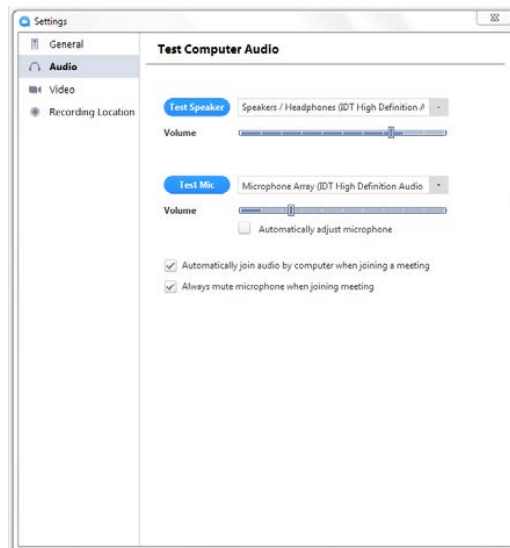 Settings
General
Audio
Video
Recording Location
Test Computer Audio
Test Speaker
Speakers / Headphones (IDT High Definition A
Volume
Test Mic
Microphone Array (IDT High Definition Audio
Volume
Automatically adjust microphone
Automatically join audio by computer when joining a meeting
Always mute microphone when joining meeting